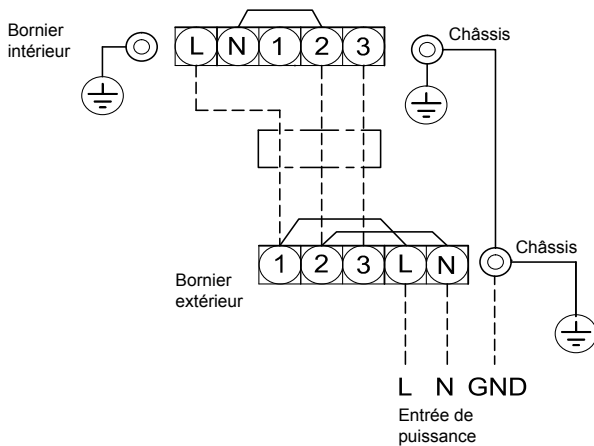 Bornier
intérieur
L N 1 2 3
Châssis
1 2 3 L N
Châssis
Bornier
extérieur
L N GND
Entrée de
puissance